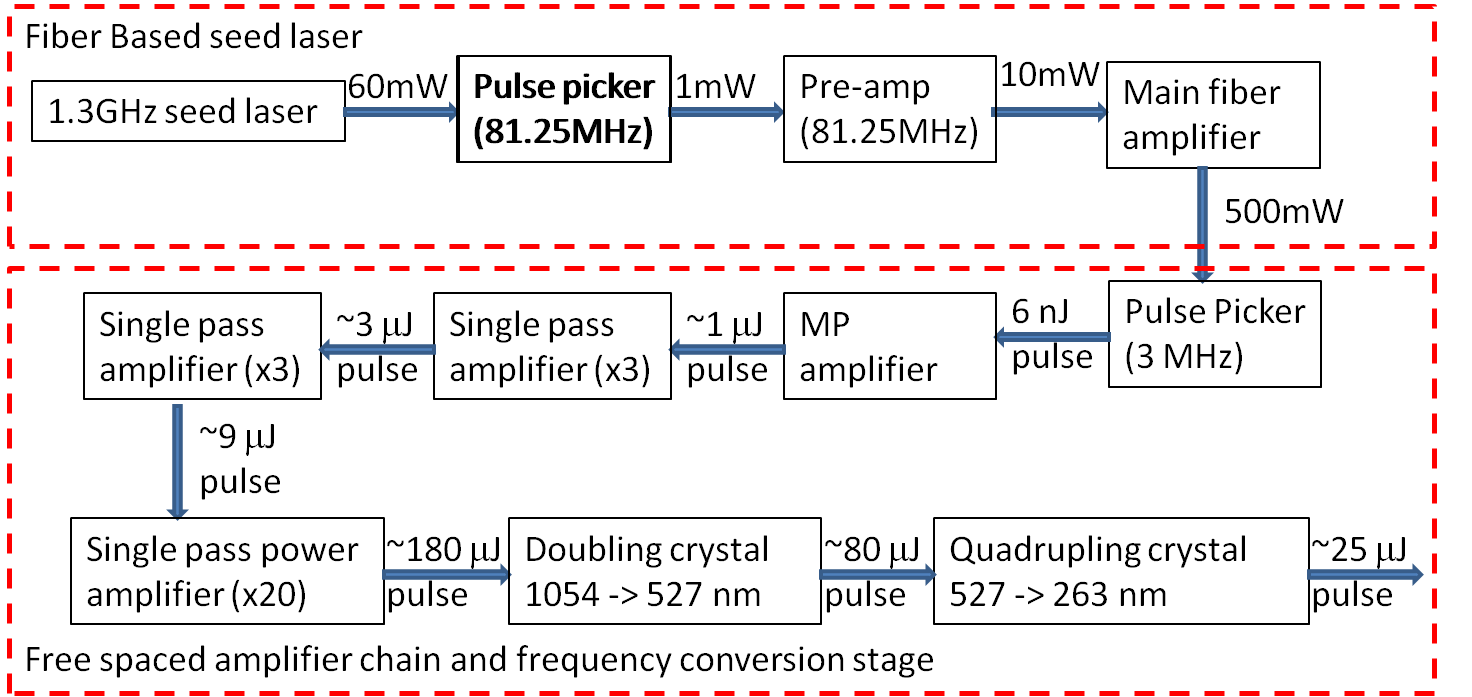 Fiber Based seed laser
1.3GHz seed laser
60mW
Pulse picker
(81.25MHz)
1mW
Pre-amp
(81.25MHz)
10mW
Main fiber
amplifier
500mW
Pulse Picker
(3 MHz)
6 nJ
pulse
MP
amplifier
~1 μJ
pulse
Single pass
amplifier (x3)
~3 μJ
pulse
Single pass
amplifier (x3)
~9 μJ
pulse
Single pass power
amplifier (x20)
~180 μJ
pulse
Doubling crystal
1054 -> 527 nm
~80 μJ
pulse
Quadrupling crystal
527 -> 263 nm
~25 μJ
pulse
Free spaced amplifier chain and frequency conversion stage